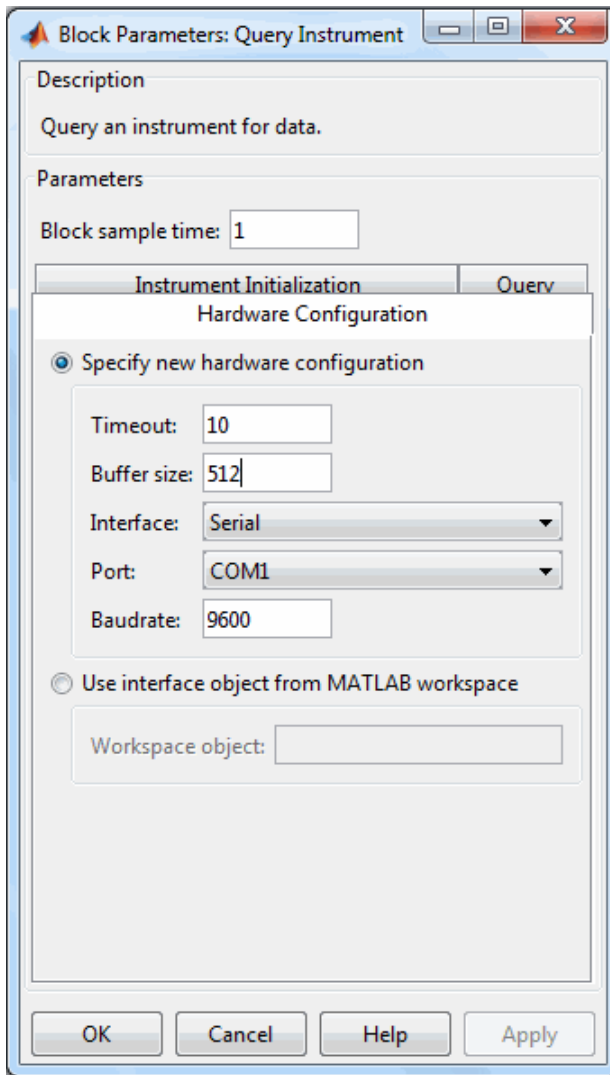 Block Parameters: Query Instrument
Description
Query an instrument for data.
Parameters
Block sample time: 1
Instrument Initialization Query
Hardware Configuration
Specify new hardware configuration
Timeout: 10
Buffer size: 512
Interface: Serial
Port: COM1
Baudrate: 9600
Use interface object from MATLAB workspace
Workspace object:
OK Cancel Help Apply